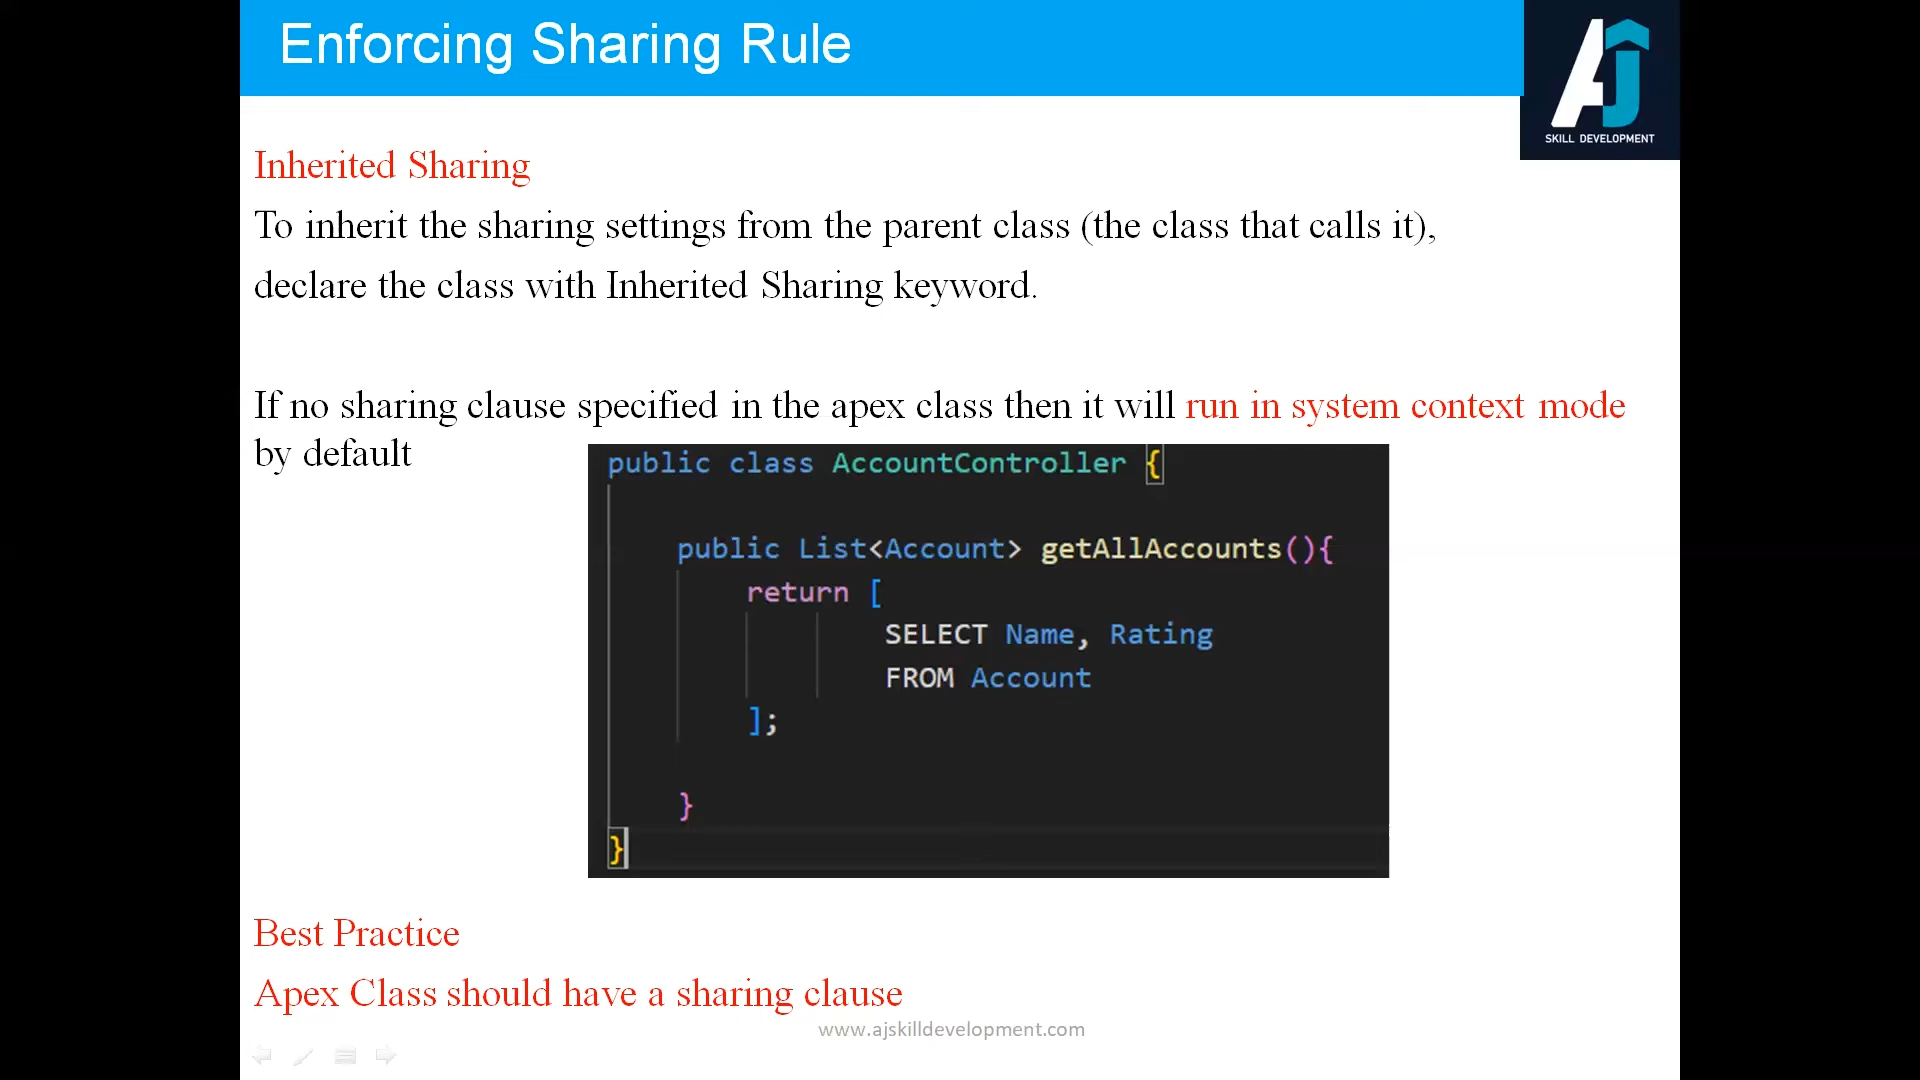 Enforcing Sharing Rule
AJ
SKILL DEVELOPMENT
Inherited Sharing
To inherit the sharing settings from the parent class (the class that calls it),
declare the class with Inherited Sharing keyword.
If no sharing clause specified in the apex class then it will run in system context mode
by default
public class AccountController {
public List<Account> getAllAccounts(){
return [
SELECT Name, Rating
FROM Account
];
}
}
Best Practice
Apex Class should have a sharing clause
www.ajskilldevelopment.com